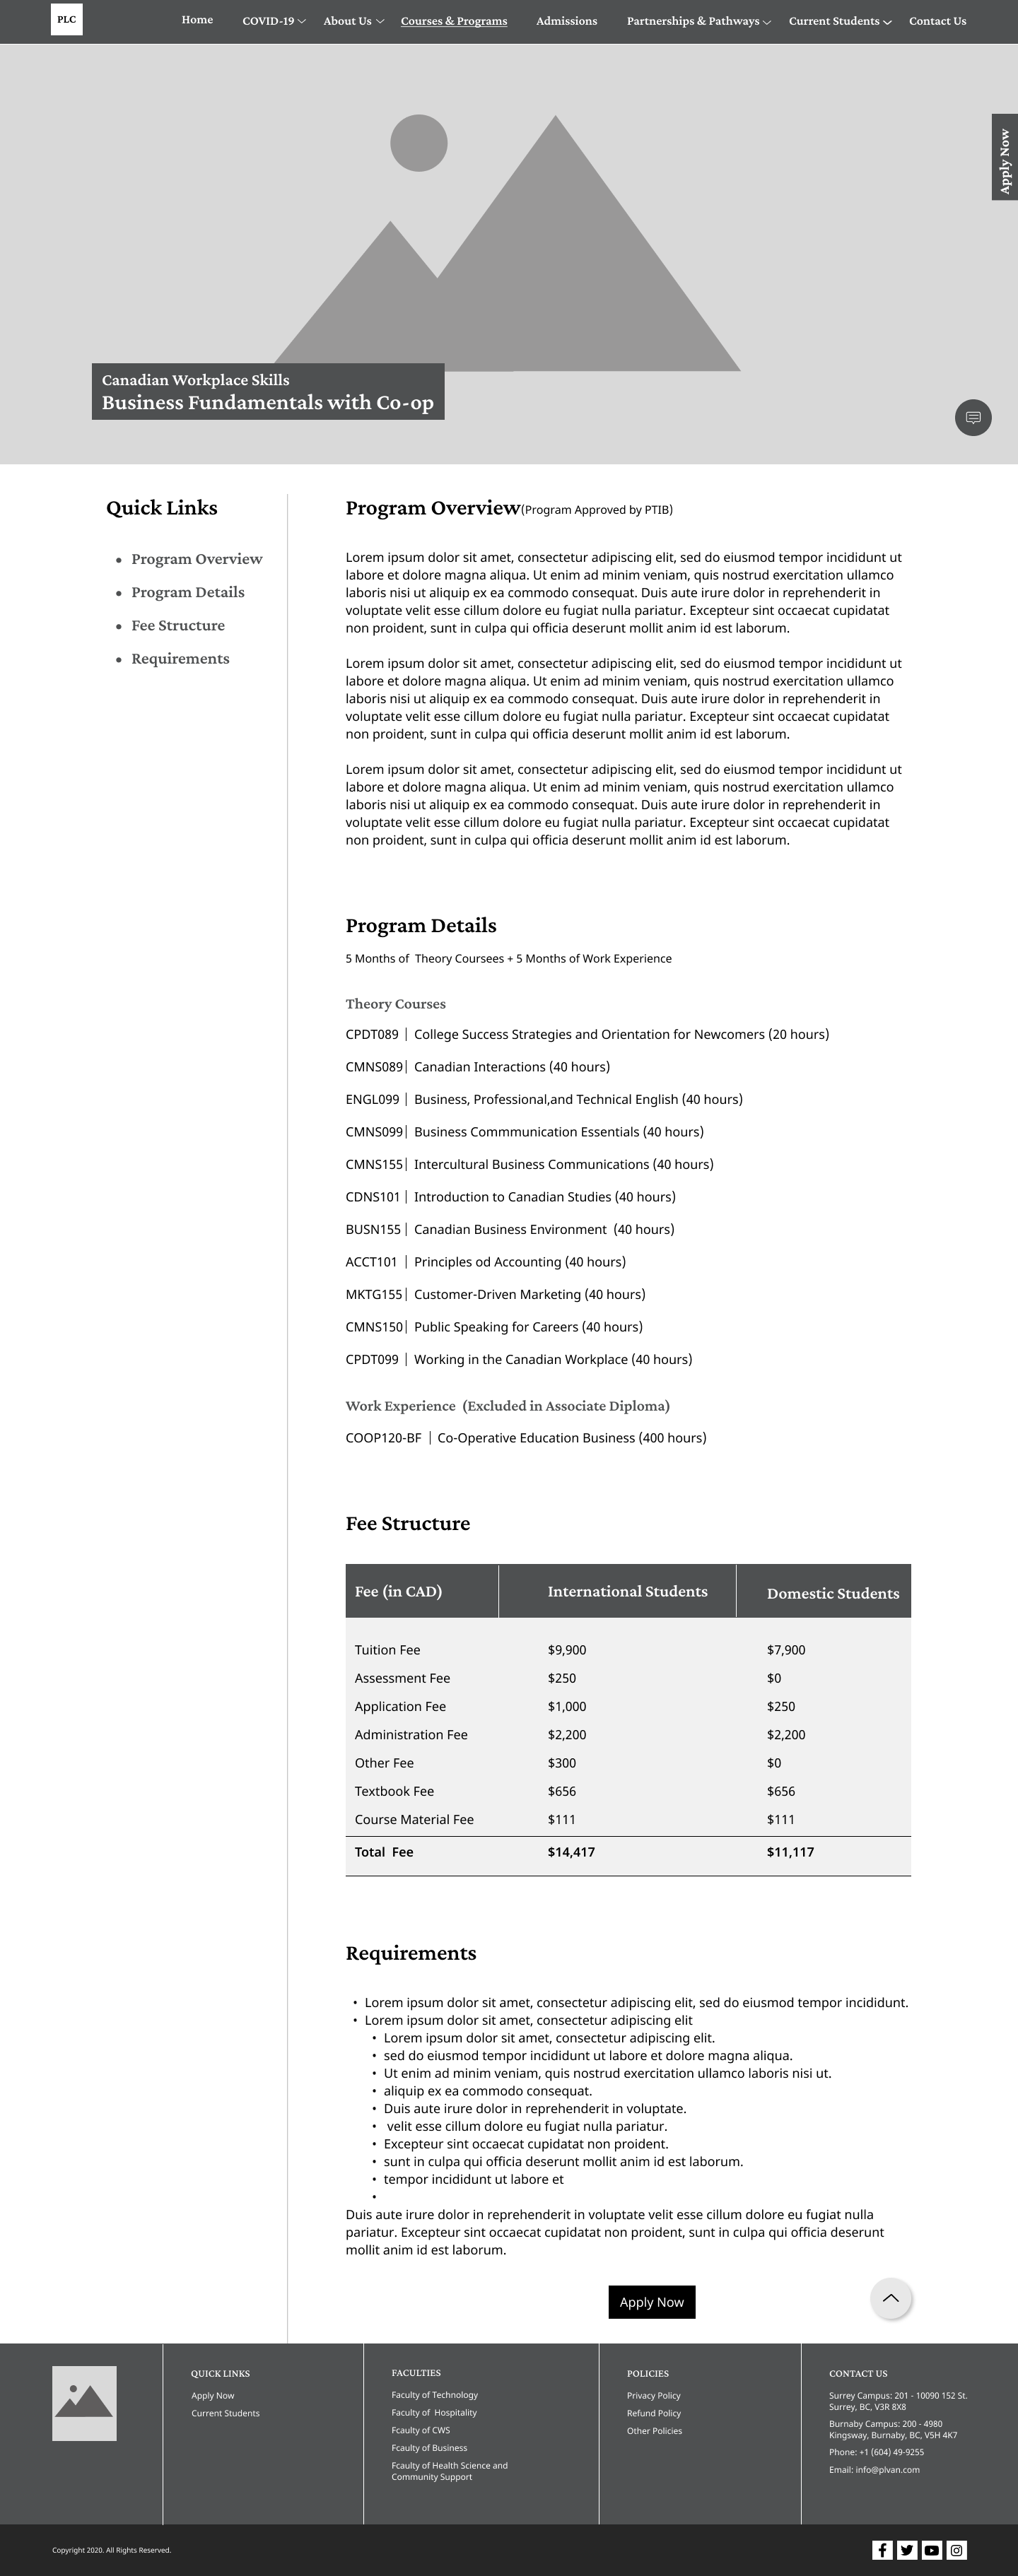 PLC
Home
COVID-19
About Us
Courses & Programs
Admissions
Partnerships & Pathways
Current Students
Contact Us
Apply Now
Canadian Workplace Skills
Business Fundamentals with Co-op
Quick Links
• Program Overview
• Program Details
• Fee Structure
• Requirements
Program Overview(Program Approved by PTIB)
Lorem ipsum dolor sit amet, consectetur adipiscing elit, sed do eiusmod tempor incididunt ut
labore et dolore magna aliqua. Ut enim ad minim veniam, quis nostrud exercitation ullamco
laboris nisi ut aliquip ex ea commodo consequat. Duis aute irure dolor in reprehenderit in
voluptate velit esse cillum dolore eu fugiat nulla pariatur. Excepteur sint occaecat cupidatat
non proident, sunt in culpa qui officia deserunt mollit anim id est laborum.
Lorem ipsum dolor sit amet, consectetur adipiscing elit, sed do eiusmod tempor incididunt ut
labore et dolore magna aliqua. Ut enim ad minim veniam, quis nostrud exercitation ullamco
laboris nisi ut aliquip ex ea commodo consequat. Duis aute irure dolor in reprehenderit in
voluptate velit esse cillum dolore eu fugiat nulla pariatur. Excepteur sint occaecat cupidatat
non proident, sunt in culpa qui officia deserunt mollit anim id est laborum.
Lorem ipsum dolor sit amet, consectetur adipiscing elit, sed do eiusmod tempor incididunt ut
labore et dolore magna aliqua. Ut enim ad minim veniam, quis nostrud exercitation ullamco
laboris nisi ut aliquip ex ea commodo consequat. Duis aute irure dolor in reprehenderit in
voluptate velit esse cillum dolore eu fugiat nulla pariatur. Excepteur sint occaecat cupidatat
non proident, sunt in culpa qui officia deserunt mollit anim id est laborum.
Program Details
5 Months of  Theory Coursees + 5 Months of Work Experience
Theory Courses
CPDT089 | College Success Strategies and Orientation for Newcomers (20 hours)
CMNS089| Canadian Interactions (40 hours)
ENGL099 | Business, Professional,and Technical English (40 hours)
CMNS099| Business Commmunication Essentials (40 hours)
CMNS155| Intercultural Business Communications (40 hours)
CDNS101 | Introduction to Canadian Studies (40 hours)
BUSN155 | Canadian Business Environment  (40 hours)
ACCT101 | Principles od Accounting (40 hours)
MKTG155| Customer-Driven Marketing (40 hours)
CMNS150| Public Speaking for Careers (40 hours)
CPDT099 | Working in the Canadian Workplace (40 hours)
Work Experience  (Excluded in Associate Diploma)
COOP120-BF | Co-Operative Education Business (400 hours)
Fee Structure
Fee (in CAD) International Students Domestic Students
Tuition Fee $9,900 $7,900
Assessment Fee $250 $0
Application Fee $1,000 $250
Administration Fee $2,200 $2,200
Other Fee $300 $0
Textbook Fee $656 $656
Course Material Fee $111 $111
Total  Fee $14,417 $11,117
Requirements
• Lorem ipsum dolor sit amet, consectetur adipiscing elit, sed do eiusmod tempor incididunt.
• Lorem ipsum dolor sit amet, consectetur adipiscing elit
• Lorem ipsum dolor sit amet, consectetur adipiscing elit.
• sed do eiusmod tempor incididunt ut labore et dolore magna aliqua.
• Ut enim ad minim veniam, quis nostrud exercitation ullamco laboris nisi ut.
• aliquip ex ea commodo consequat.
• Duis aute irure dolor in reprehenderit in voluptate.
• velit esse cillum dolore eu fugiat nulla pariatur.
• Excepteur sint occaecat cupidatat non proident.
• sunt in culpa qui officia deserunt mollit anim id est laborum.
• tempor incididunt ut labore et
•
Duis aute irure dolor in reprehenderit in voluptate velit esse cillum dolore eu fugiat nulla
pariatur. Excepteur sint occaecat cupidatat non proident, sunt in culpa qui officia deserunt
mollit anim id est laborum.
Apply Now
QUICK LINKS
Apply Now
Current Students
FACULTIES
Faculty of Technology
Faculty of  Hospitality
Fcaulty of CWS
Fcaulty of Business
Fcaulty of Health Science and
Community Support
POLICIES
Privacy Policy
Refund Policy
Other Policies
CONTACT US
Surrey Campus: 201 - 10090 152 St.
Surrey, BC, V3R 8X8
Burnaby Campus: 200 - 4980
Kingsway, Burnaby, BC, V5H 4K7
Phone: +1 (604) 49-9255
Email: info@plvan.com
Copyright 2020. All Rights Reserved.